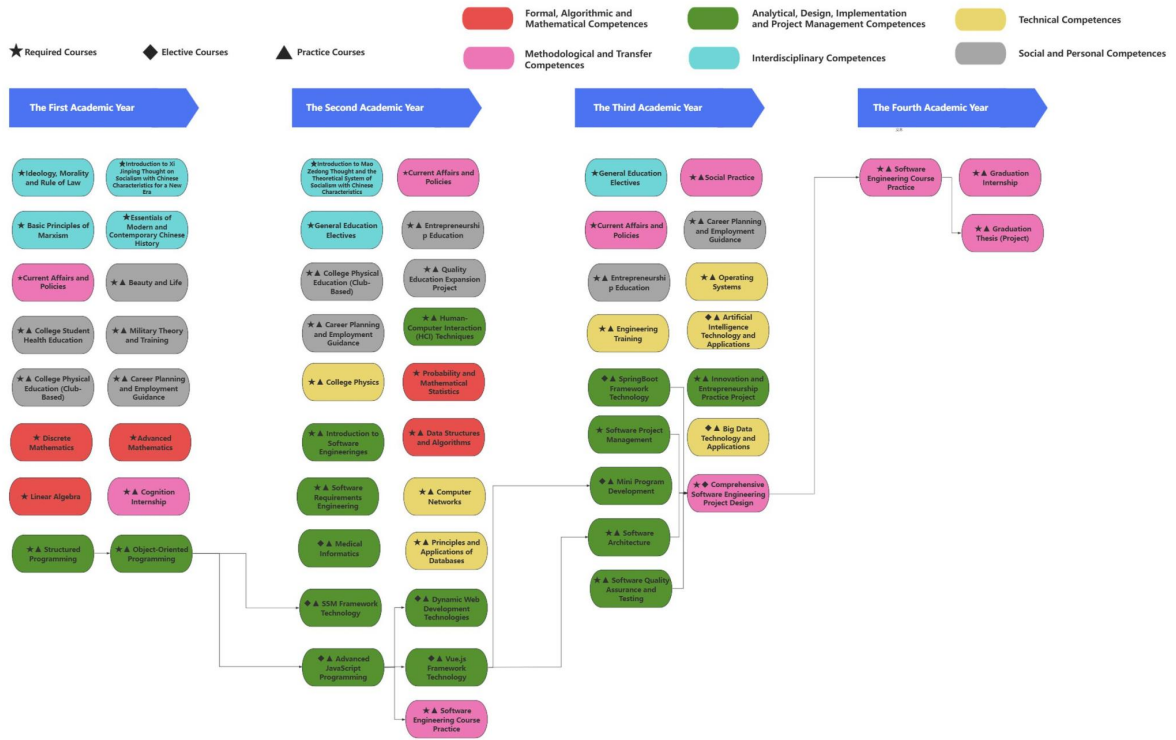 Formal, Algorithmic and
Mathematical Competences
Analytical, Design, Implementation
and Project Management Competences
Technical Competences
★Required Courses
◆ Elective Courses
▲ Practice Courses
Methodological and Transfer
Competences
Interdisciplinary Competences
Social and Personal Competences
The First Academic Year
The Second Academic Year
The Third Academic Year
The Fourth Academic Year
★Ideology, Morality
and Rule of Law
★Introduction to Xi
Jinping Thought on
Socialism with Chinese
Characteristics for a New
Era
★ Basic Principles of
Marxism
★Essentials of
Modern and
Contemporary Chinese
History
★Current Affairs and
Policies
★▲ Beauty and Life
★▲ College Student
Health Education
★▲ Military Theory
and Training
★▲ College Physical
Education (Club-
Based)
★▲ Career Planning
and Employment
Guidance
★ Discrete
Mathematics
★Advanced
Mathematics
★ Linear Algebra
★▲ Cognition
Internship
★▲ Structured
Programming
★▲ Object-Oriented
Programming
★Introduction to Mao
Zedong Thought and the
Theoretical System of
Socialism with Chinese
Characteristics
★Current Affairs and
Policies
★General Education
Electives
★▲ Entrepreneurshi
p Education
★▲ College Physical
Education (Club-
Based)
★▲ Quality
Education Expansion
Project
★▲ Career Planning
and Employment
Guidance
★▲ Human-
Computer Interaction
(HCI) Techniques
★▲ College Physics
★ Probability and
Mathematical
Statistics
★▲ Introduction to
Software
Engineeringes
★▲ Data Structures
and Algorithms
★▲ Software
Requirements
Engineering
★▲ Computer
Networks
◆▲ Medical
Informatics
★▲ Principles and
Applications of
Databases
◆▲ SSM Framework
Technology
◆▲ Dynamic Web
Development
Technologies
◆▲ Advanced
JavaScript
Programming
◆▲ Vue.js
Framework
Technology
★▲ Software
Engineering Course
Practice
★General Education
Electives
★▲Social Practice
★Current Affairs and
Policies
★▲ Career Planning
and Employment
Guidance
★▲ Entrepreneurshi
p Education
★▲ Operating
Systems
★▲ Engineering
Training
◆▲ Artificial
Intelligence
Technology and
Applications
◆▲ SpringBoot
Framework
Technology
★▲ Innovation and
Entrepreneurship
Practice Project
★ Software Project
Management
◆▲ Big Data
Technology and
Applications
◆▲ Mini Program
Development
★◆ Comprehensive
Software Engineering
Project Design
★▲ Software
Architecture
★▲ Software Quality
Assurance and
Testing
★▲ Software
Engineering Course
Practice
★▲ Graduation
Internship
★▲ Graduation
Thesis (Project)